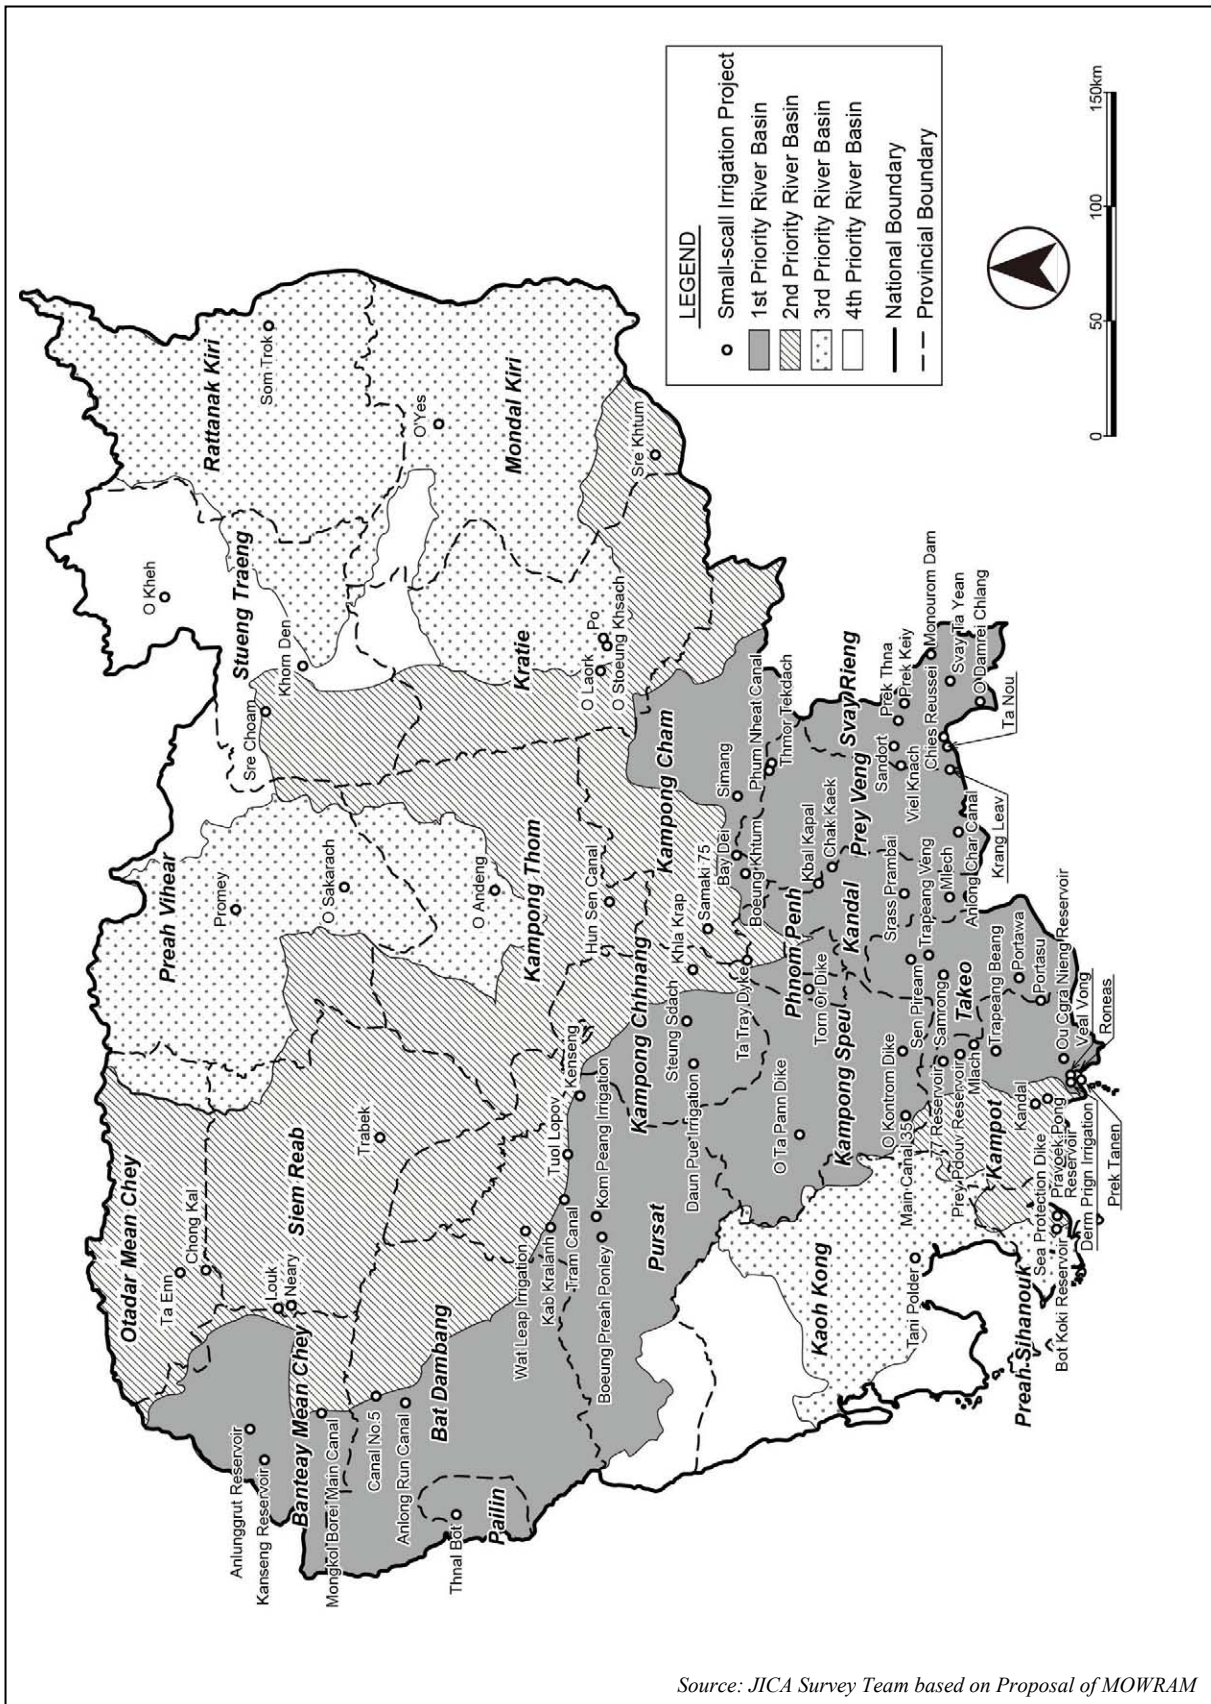 LEGEND
Small-scall Irrigation Project
1st Priority River Basin
2nd Priority River Basin
3rd Priority River Basin
4th Priority River Basin
National Boundary
Provincial Boundary
0
50
100
150km
Rattanak Kiri
Som Trok
O'Yes
Mondal Kiri
Sre Khtum
O Kheh
Stueng Traeng
Khom Den
Sre Choam
Kratie
O Laork
Po
O Stoeung Khsach
Preah Vihear
Promey
O Sakarach
O Andeng
Kampong Thom
Hun Sen Canal
Kampong Cham
Samaki 75
Khla Krap
Kampong Chhnang
Steung Sdach
Daun Pue Irrigation
Ta Tray Dyke
Simang
Bay Dei
Boeung Khtum
Phum Nheat Canal
Thmor Trekdach
Otadar Mean Chey
Ta Enn
Chong Kal
Siem Reab
Trabek
Louk
Neary
Banteay Mean Chey
Anlunggrut Reservoir
Kanseng Reservoir
Mongkol Borei Main Canal
Canal No.5
Anlong Run Canal
Bat Dambang
Thnal Bot
Pailin
Wat Leap Irrigation
Kab Kralanh
Tram Canal
Tuol Lopov
Kenseng
Kom Peang Irrigation
Boeung Preah Ponley
Pursat
Phnom Penh
Kandal
Prey Veng
Svay Rieng
Kbal Kapal
Chak Kaek
Torn Or Dike
O Ta Pann Dike
Kampong Speu
O Kontrom Dike
Main Canal 35
Sen Piream
Samrong
Takeo
77 Reservoir
Prey Pdouv Reservoir
Mlach
Srass Prambai
Trapeang Veng
Mlech
Anlong Char Canal
Krang Leav
Ta Nou
Sandort
Viel Knach
Prek Thna
Prek Keiy
Chies Reussei
Monourom Dam
Svay Tia Yean
O Damrei Chlang
Trapeang Beang
Portawa
Portasu
Ou Cgra Nieng Reservoir
Veal Vong
Roneas
Kampot
Kandal
Sea Protection Dike
Pravoek Pong
Reservoir
Derm Prign Irrigation
Prek Tanen
Kaoh Kong
Tani Polder
Preah Sihanouk
Bot Koki Reservoir
Source: JICA Survey Team based on Proposal of MOWRAM